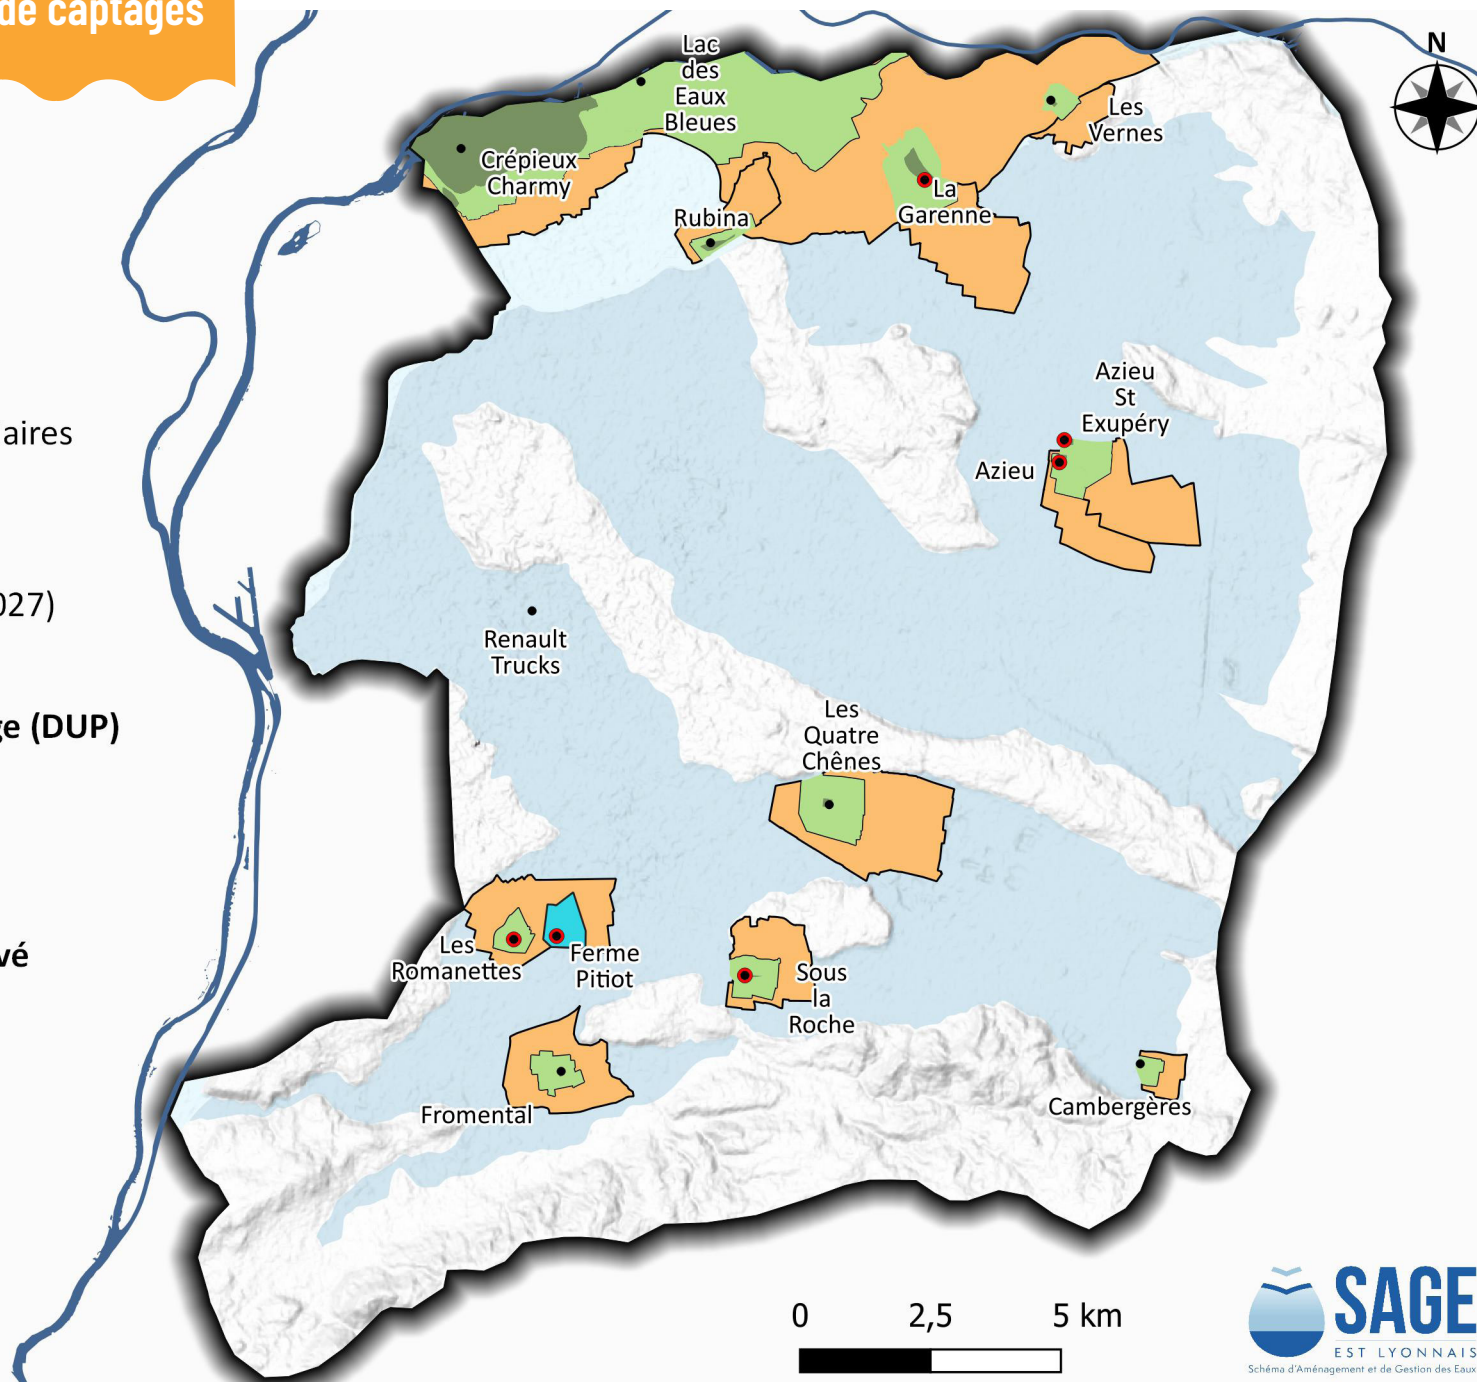 de captages
N
Lac
des
Eaux
Bleues
Les
Vernes
Crépieux
Charmy
La
Garenne
Rubina
Azieu
St
Exupéry
aires
Azieu
027)
Renault
Trucks
Les
Quatre
Chênes
ge (DUP)
vé
Les
Romanettes
Ferme
Pitiot
Sous
la
Roche
Fromental
Cambergères
0 2,5 5 km
SAGE
EST LYONNAIS
Schéma d'Aménagement et de Gestion des Eaux